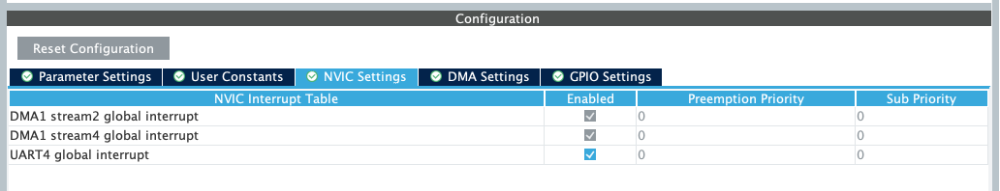 Configuration
Reset Configuration
Parameter Settings User Constants NVIC Settings DMA Settings GPIO Settings
NVIC Interrupt Table Enabled Preemption Priority Sub Priority
DMA1 stream2 global interrupt 0 0
DMA1 stream4 global interrupt 0 0
UART4 global interrupt 0 0